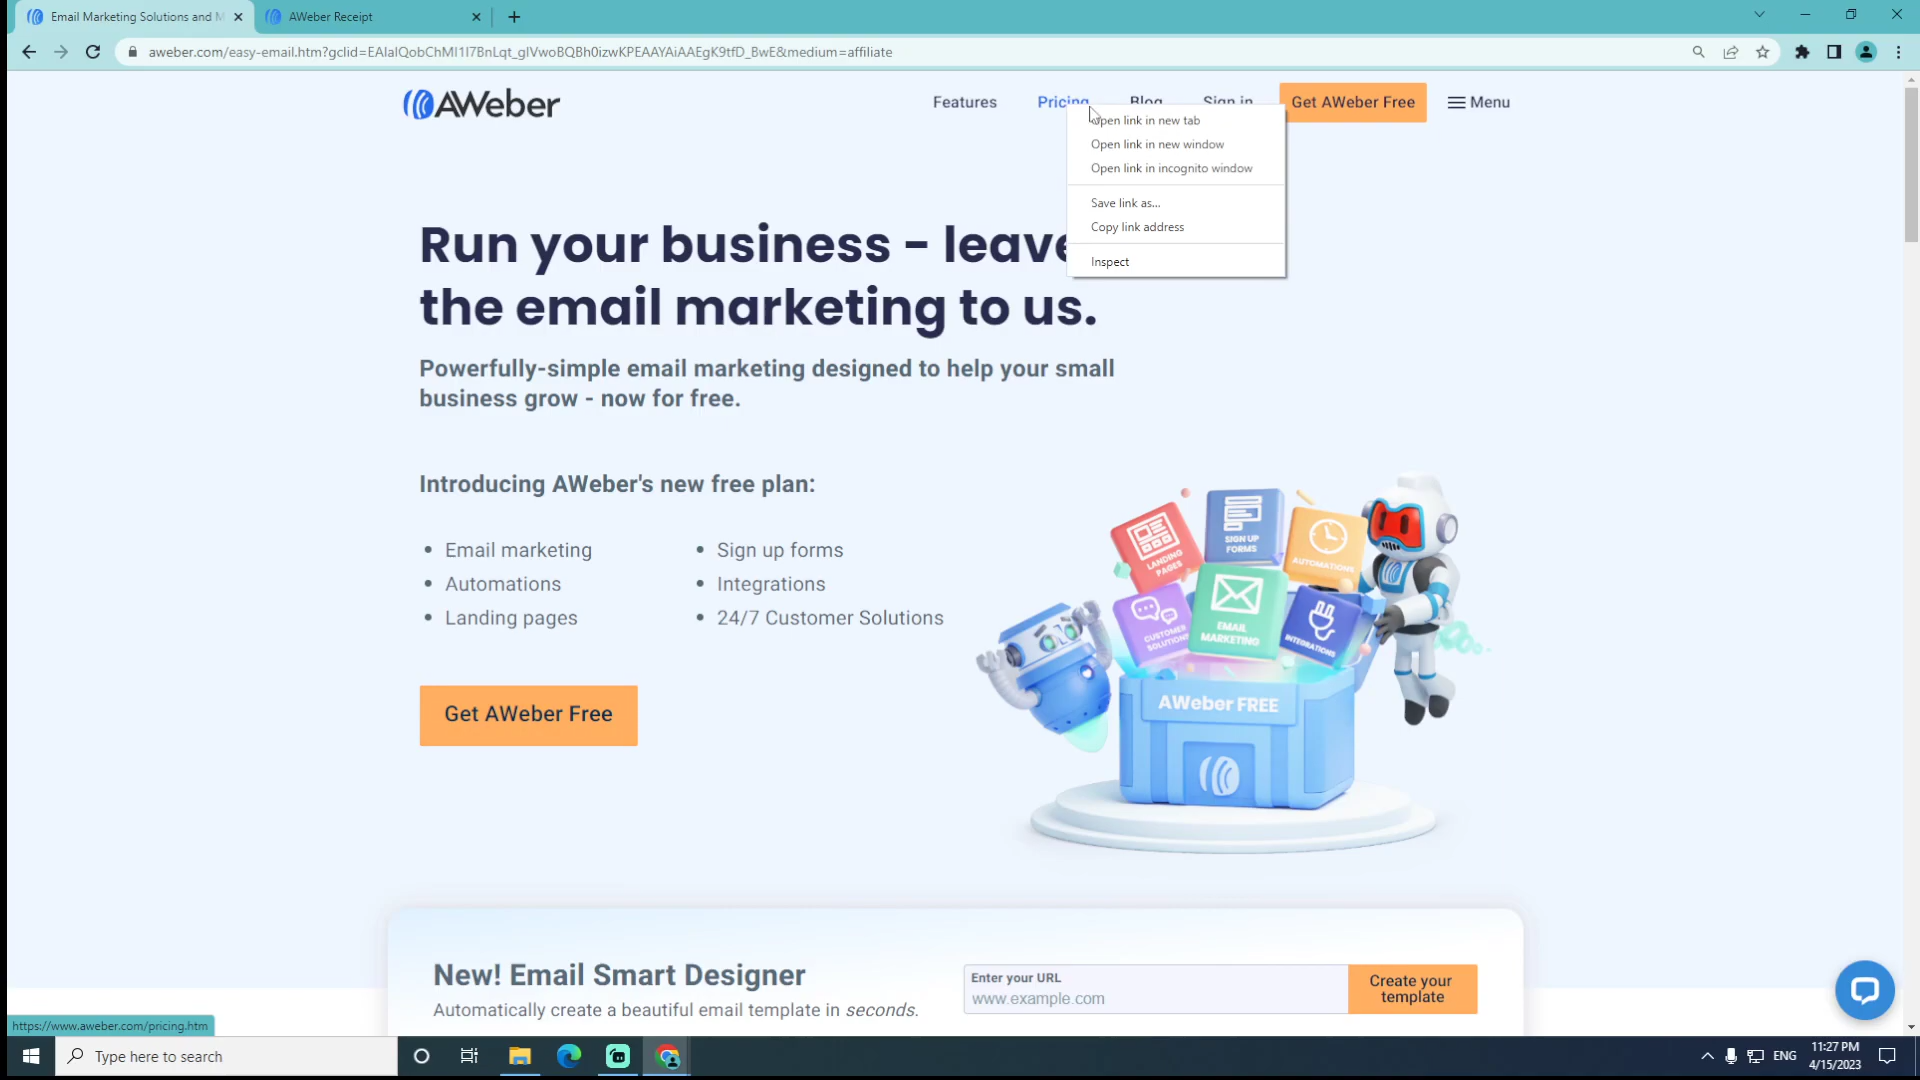 Email Marketing Solutions and M
AWeber Receipt
aweber.com/easy-email.htm?gclid=EAIaIQobChMI1I7BnLqt_gIVwoBQBh0izwKPEAAYAiAAEgK9tfD_BwE&medium=affiliate
AWeber
Features
Pricing
Blog
Sign in
Get AWeber Free
Menu
Open link in new tab
Open link in new window
Open link in incognito window
Save link as...
Copy link address
Inspect
Run your business - leave
the email marketing to us.
Powerfully-simple email marketing designed to help your small
business grow - now for free.
Introducing AWeber's new free plan:
Email marketing
Automations
Landing pages
Sign up forms
Integrations
24/7 Customer Solutions
Get AWeber Free
LANDING
PAGES
SIGN UP
FORMS
AUTOMATIONS
CUSTOMER
SOLUTIONS
EMAIL
MARKETING
INTEGRATIONS
AWeber FREE
New! Email Smart Designer
Automatically create a beautiful email template in seconds.
Enter your URL
www.example.com
Create your
template
https://www.aweber.com/pricing.htm
Type here to search
ENG
11:27 PM
4/15/2023